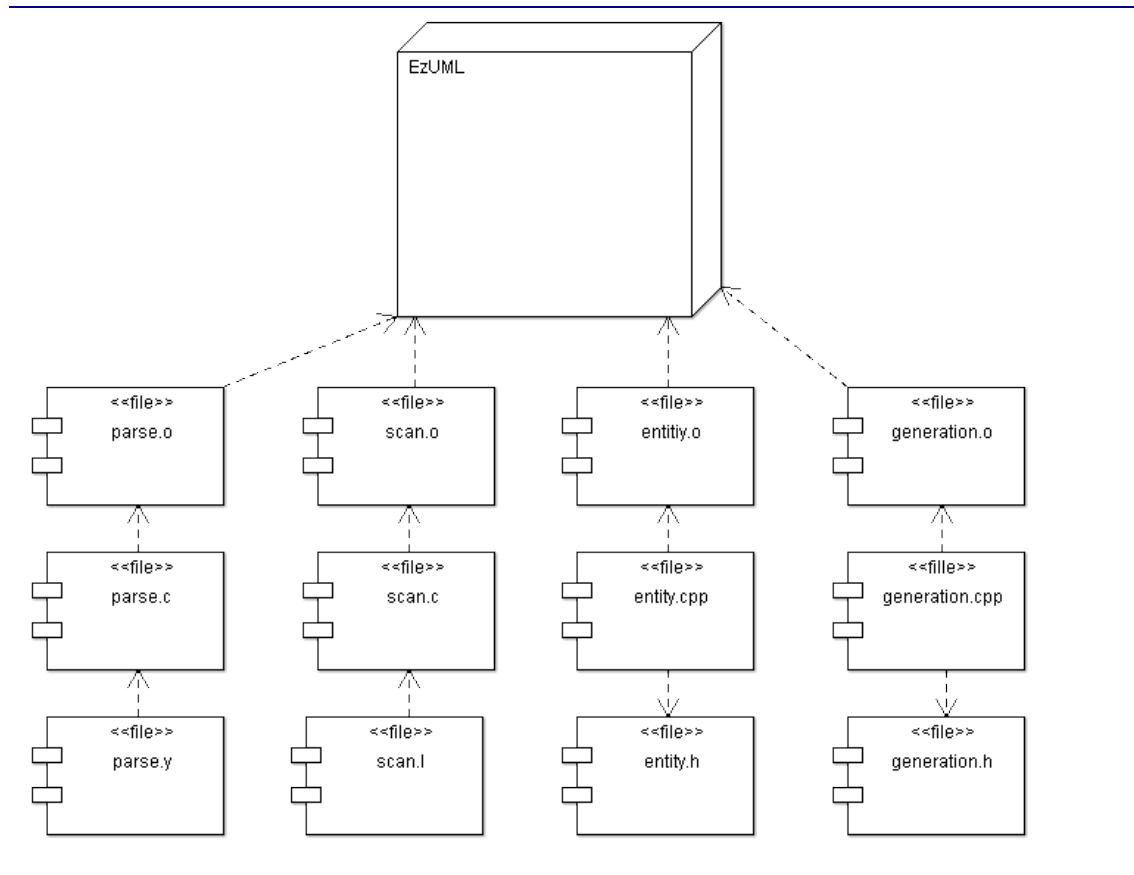 EzUML
<<file>>
parse.o
<<file>>
scan.o
<<file>>
entitiy.o
<<file>>
generation.o
<<file>>
parse.c
<<file>>
scan.c
<<file>>
entity.cpp
<<fille>>
generation.cpp
<<file>>
parse.y
<<file>>
scan.l
<<file>>
entity.h
<<file>>
generation.h